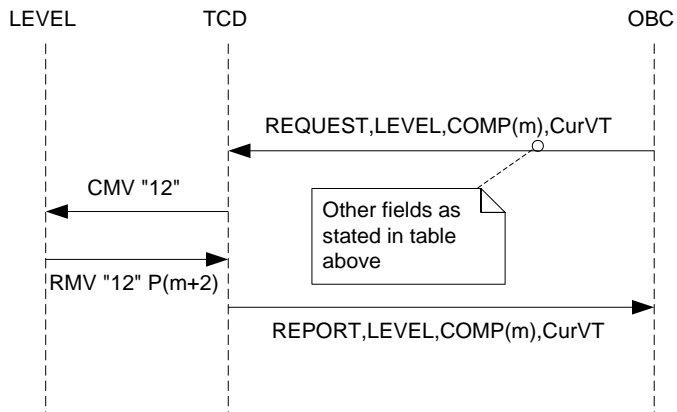 LEVEL
TCD
OBC
REQUEST,LEVEL,COMP(m),CurVT
CMV "12"
Other fields as
stated in table
above
RMV "12" P(m+2)
REPORT,LEVEL,COMP(m),CurVT